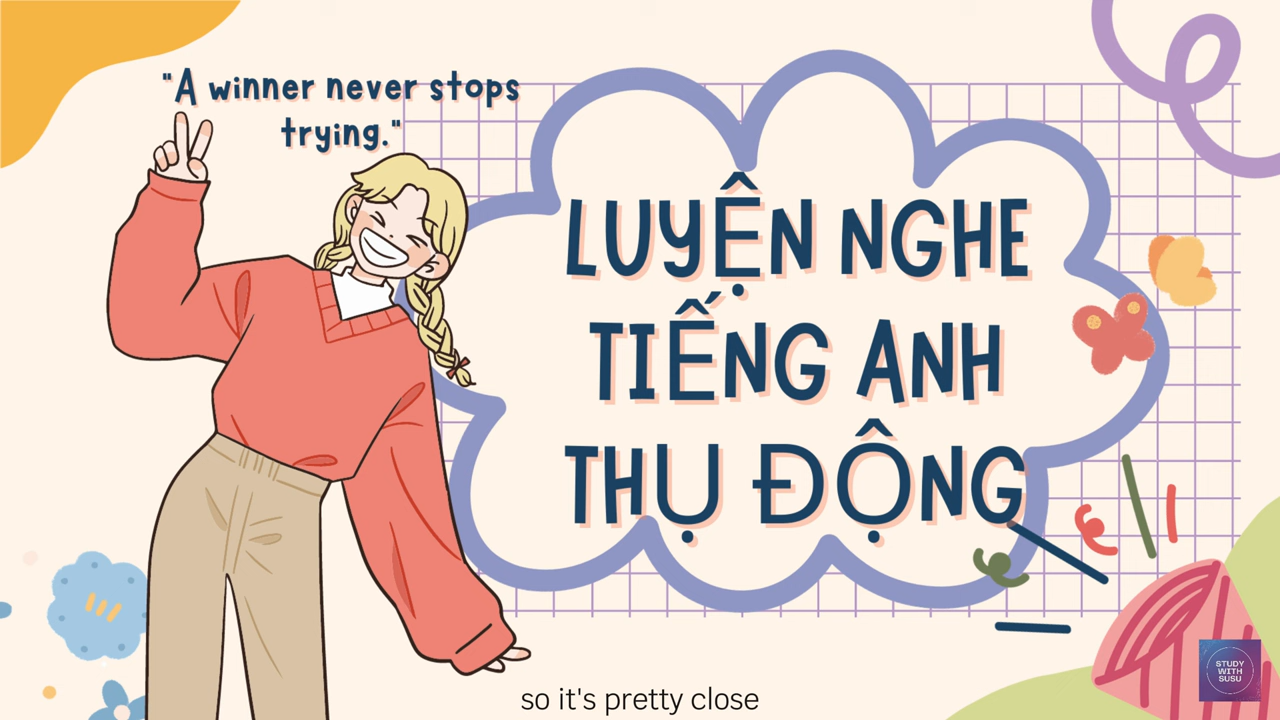 "A winner never stops
trying."
LUYỆN NGHE
TIẾNG ANH
THỤ ĐỘNG
STUDY
WITH
SUSU
so it's pretty close